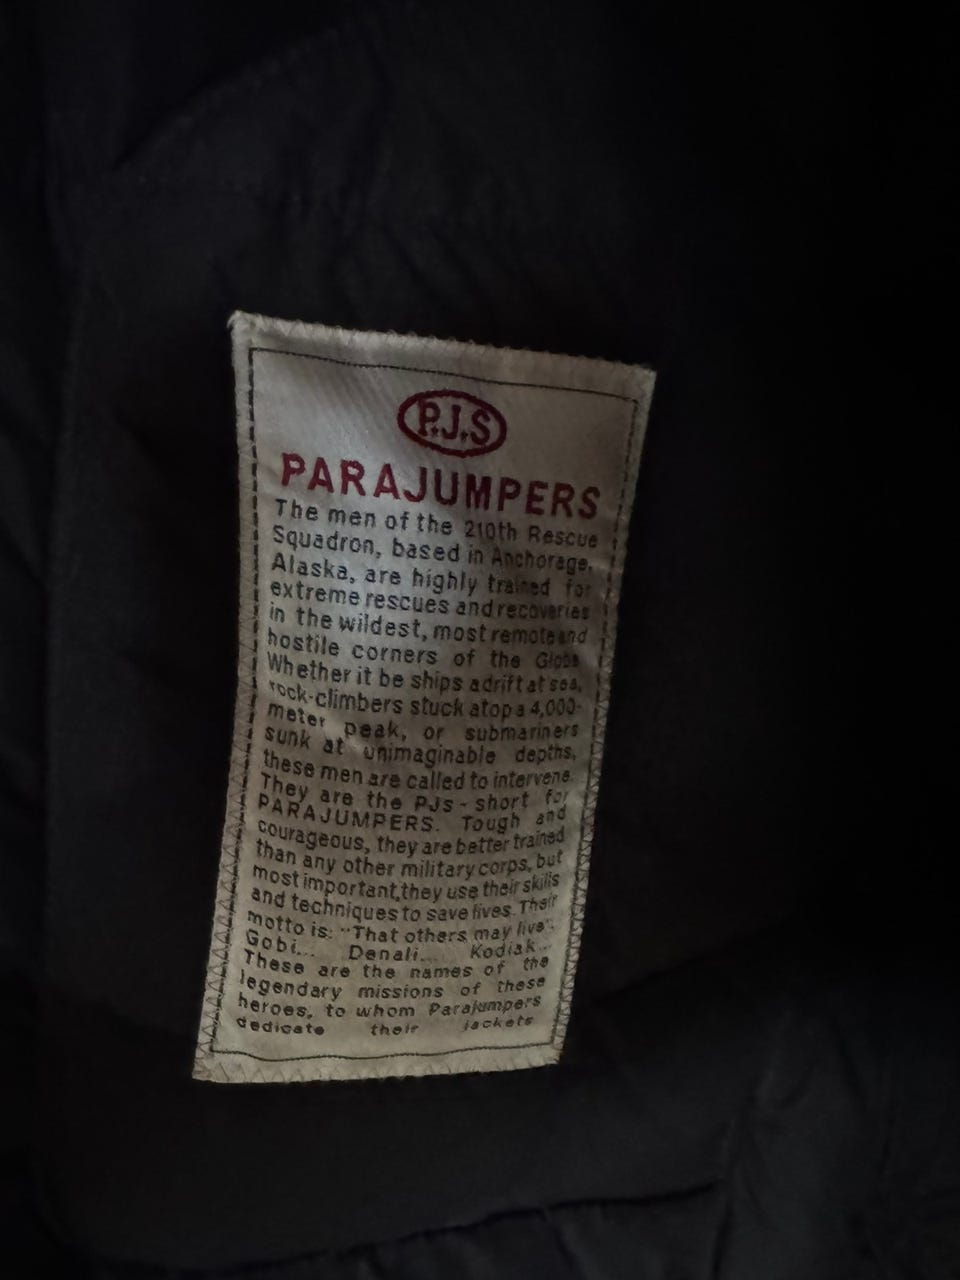 P.J.S
PARAJUMPERS
The men of the 210th Rescue
Squadron, based in Anchorage,
Alaska, are highly trained for
extreme rescues and recoveries
in the wildest, most remote and
hostile corners of the Globe
Whether it be ships adrift at sea,
rock-climbers stuck atop a 4,000-
meter peak, or submariners
sunk at unimaginable depths,
these men are called to intervene.
They are the PJs - short for
PARAJUMPERS. Tough and
courageous, they are better trained
than any other military corps, but
most important, they use their skills
and techniques to save lives. Their
motto is: "That others may live".
Gobi... Denali... Kodiak...
These are the names of the
legendary missions of these
heroes, to whom Parajumpers
dedicate their jackets